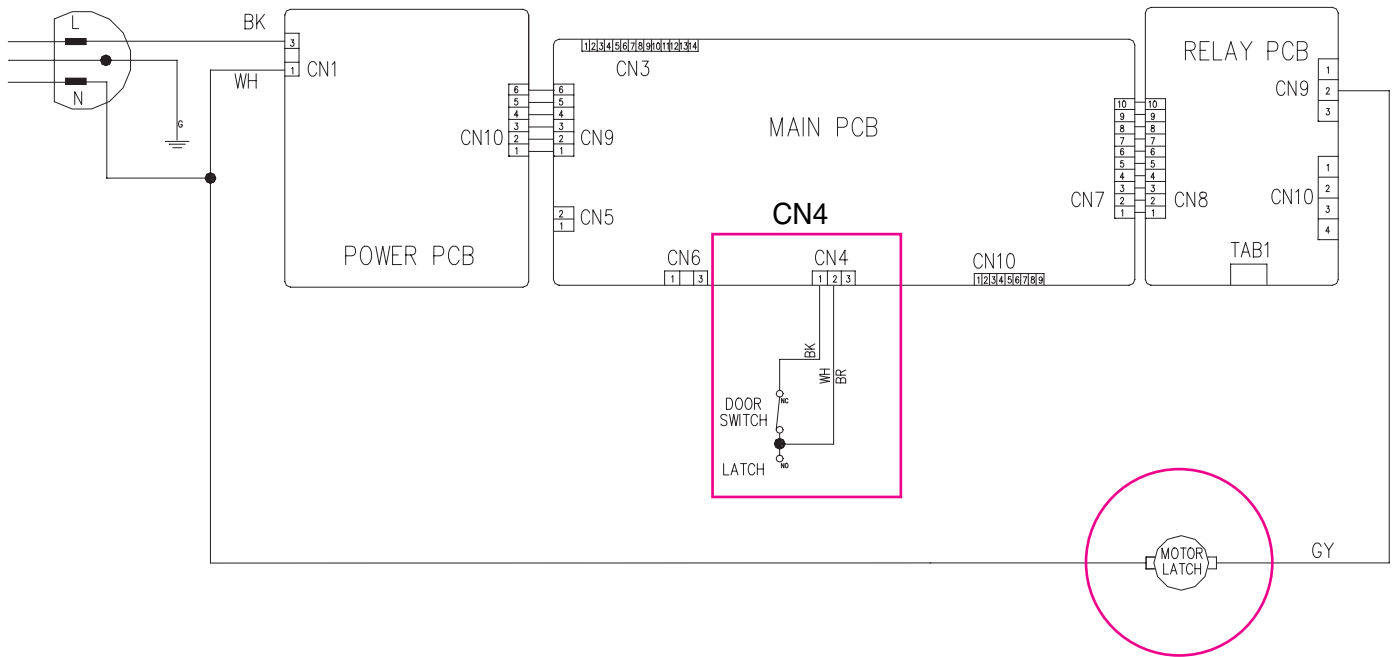 L
BK
N
WH
G
3
1
CN1
POWER PCB
CN10
6
5
4
3
2
1
6
5
4
3
2
1
CN9
1 2 3 4 5 6 7 8 9 10 11 12 13 14
CN3
MAIN PCB
2
1
CN5
CN6
1 3
CN4
CN4
1 2 3
CN10
1 2 3 4 5 6 7 8 9
CN7
10
9
8
7
6
5
4
3
2
1
10
9
8
7
6
5
4
3
2
1
CN8
RELAY PCB
CN9
1
2
3
CN10
1
2
3
4
TAB1
BK
WH
BR
DOOR
SWITCH
NC
LATCH
NO
MOTOR
LATCH
GY